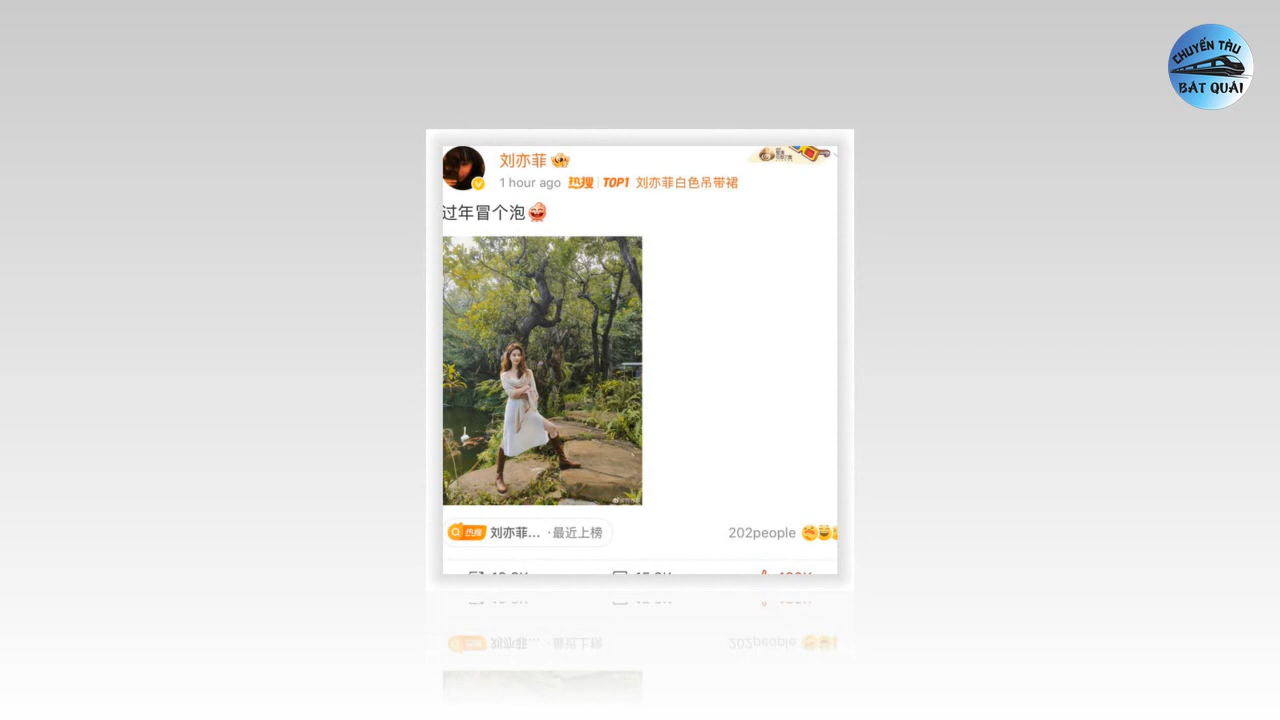 CHUYẾN TÀU
BÁT QUÁI
刘亦菲
1 hour ago 热搜 TOP1 刘亦菲白色吊带裙
过年冒个泡
热搜 刘亦菲... ·最近上榜
202people